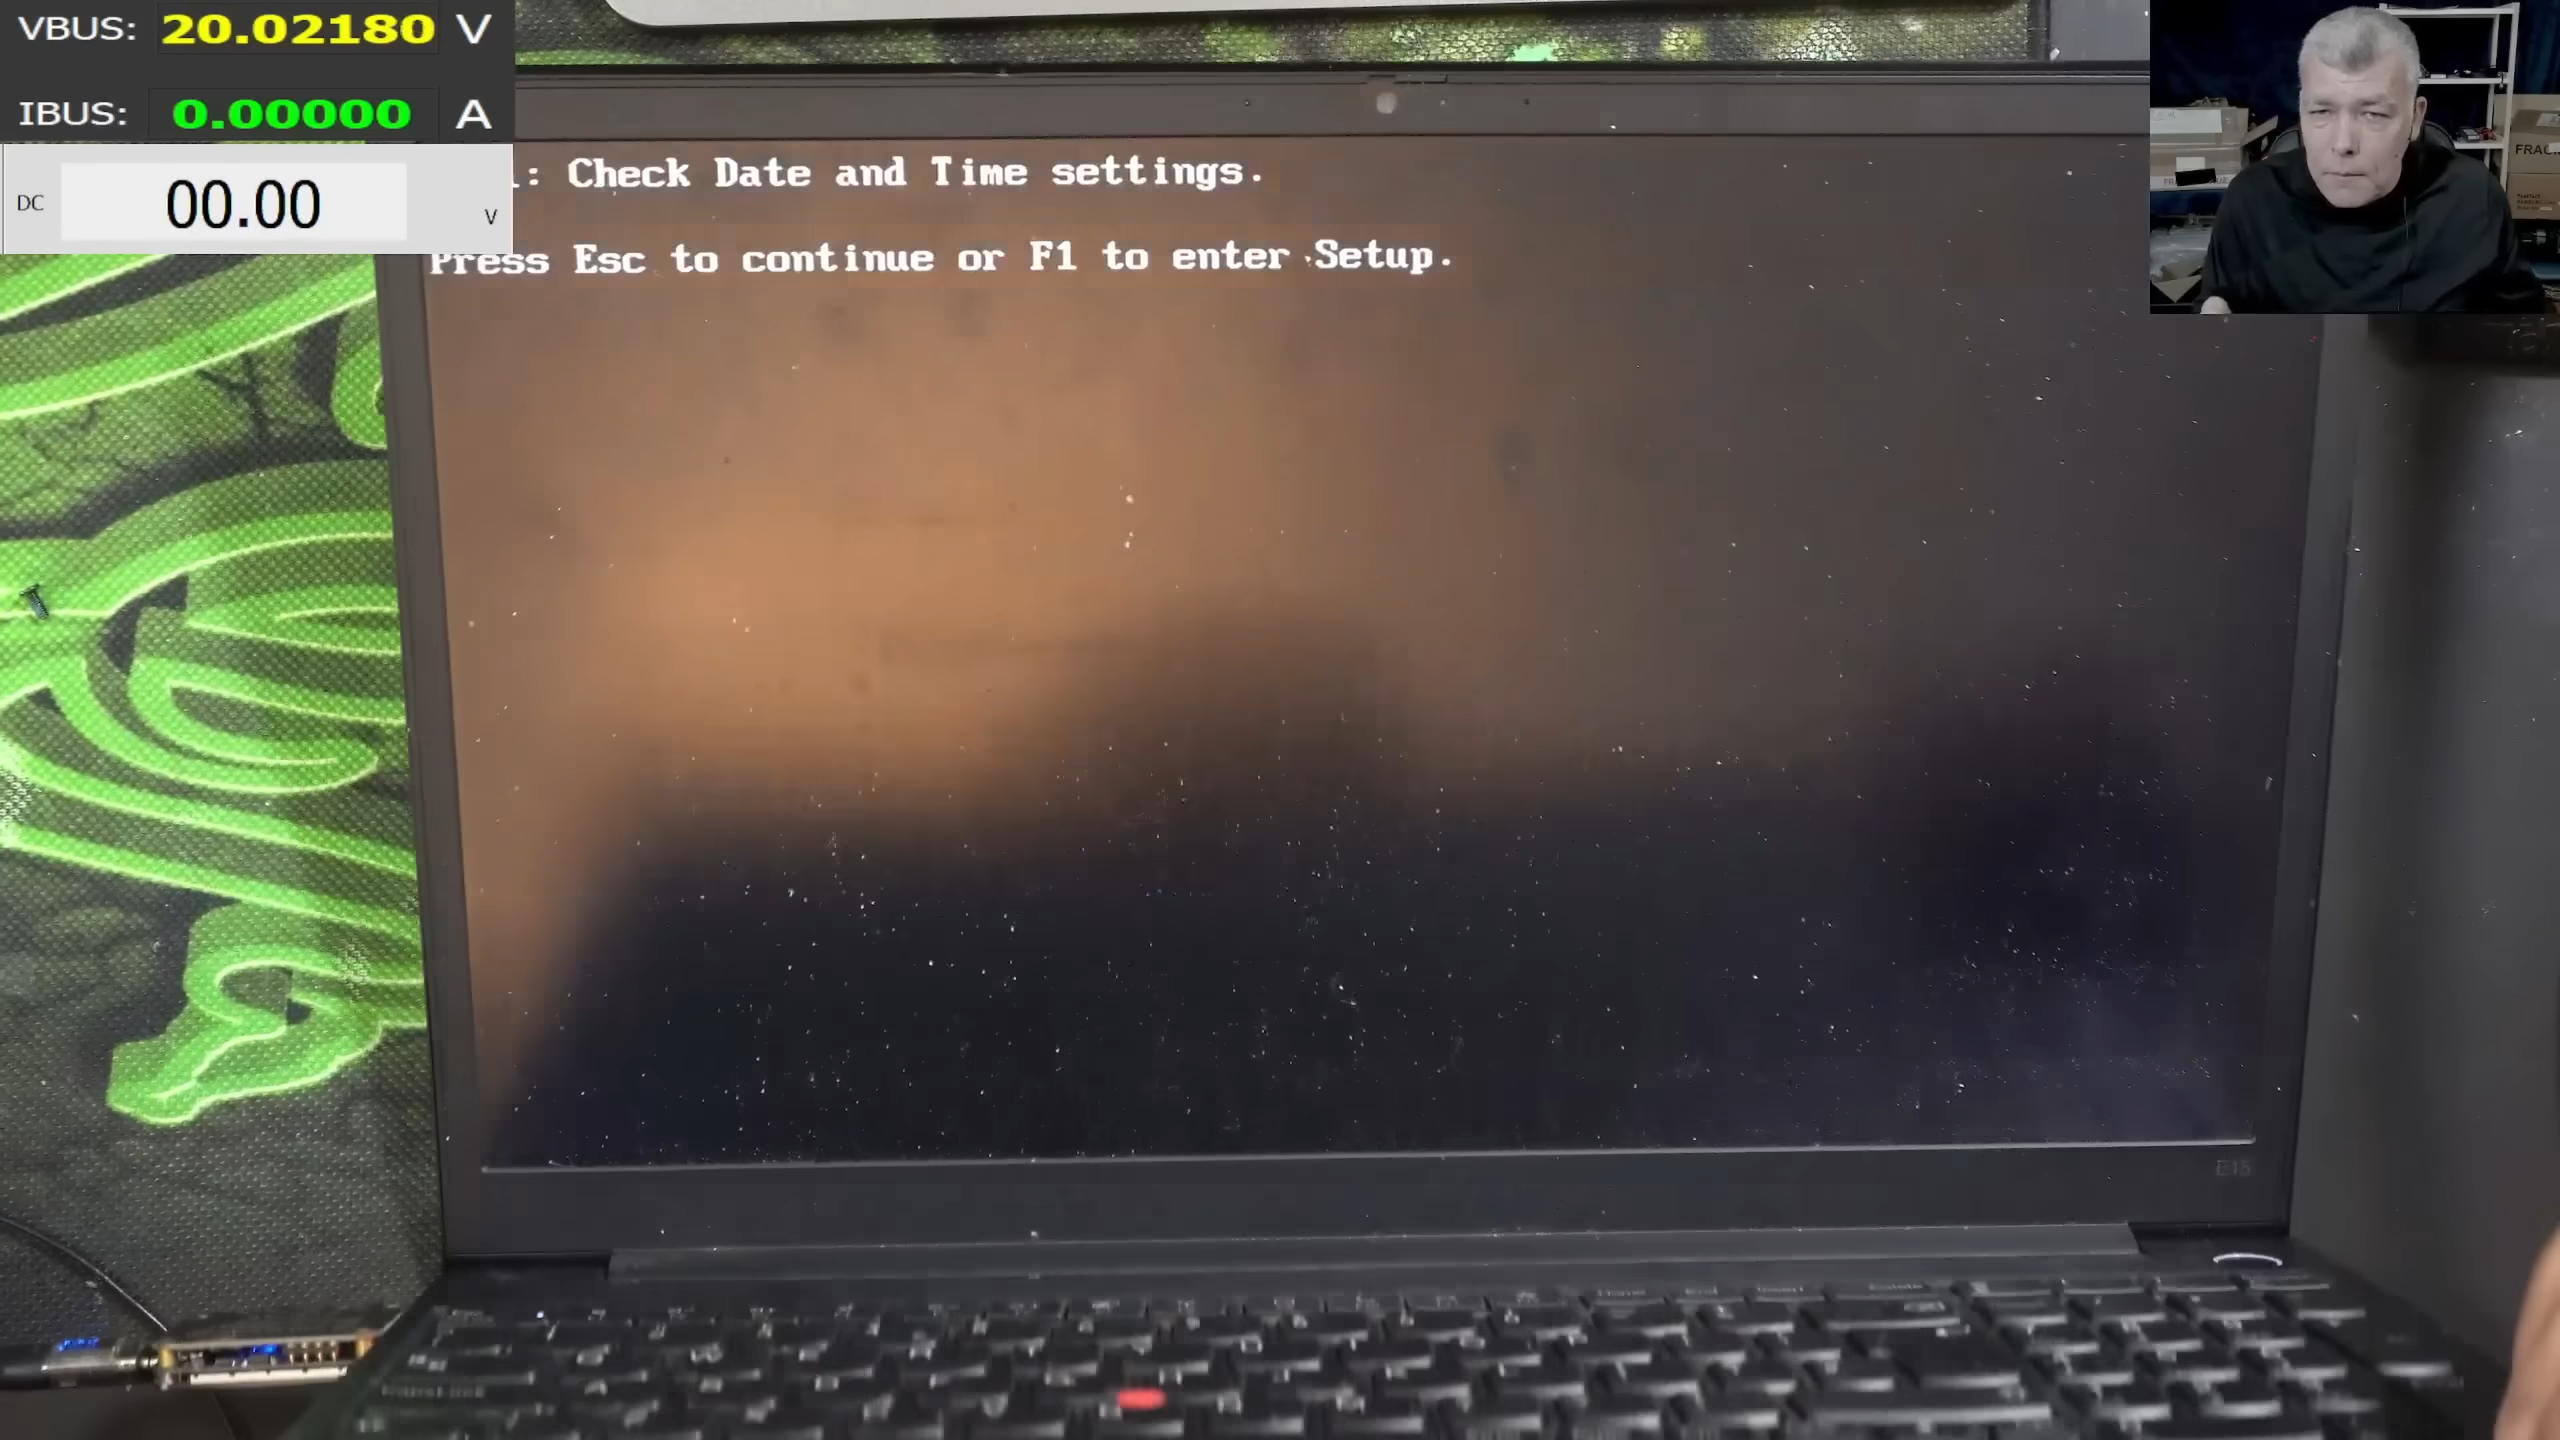 VBUS: 20.02180 V
IBUS: 0.00000 A
DC 00.00 V
: Check Date and Time settings.
Press Esc to continue or F1 to enter Setup.
E15